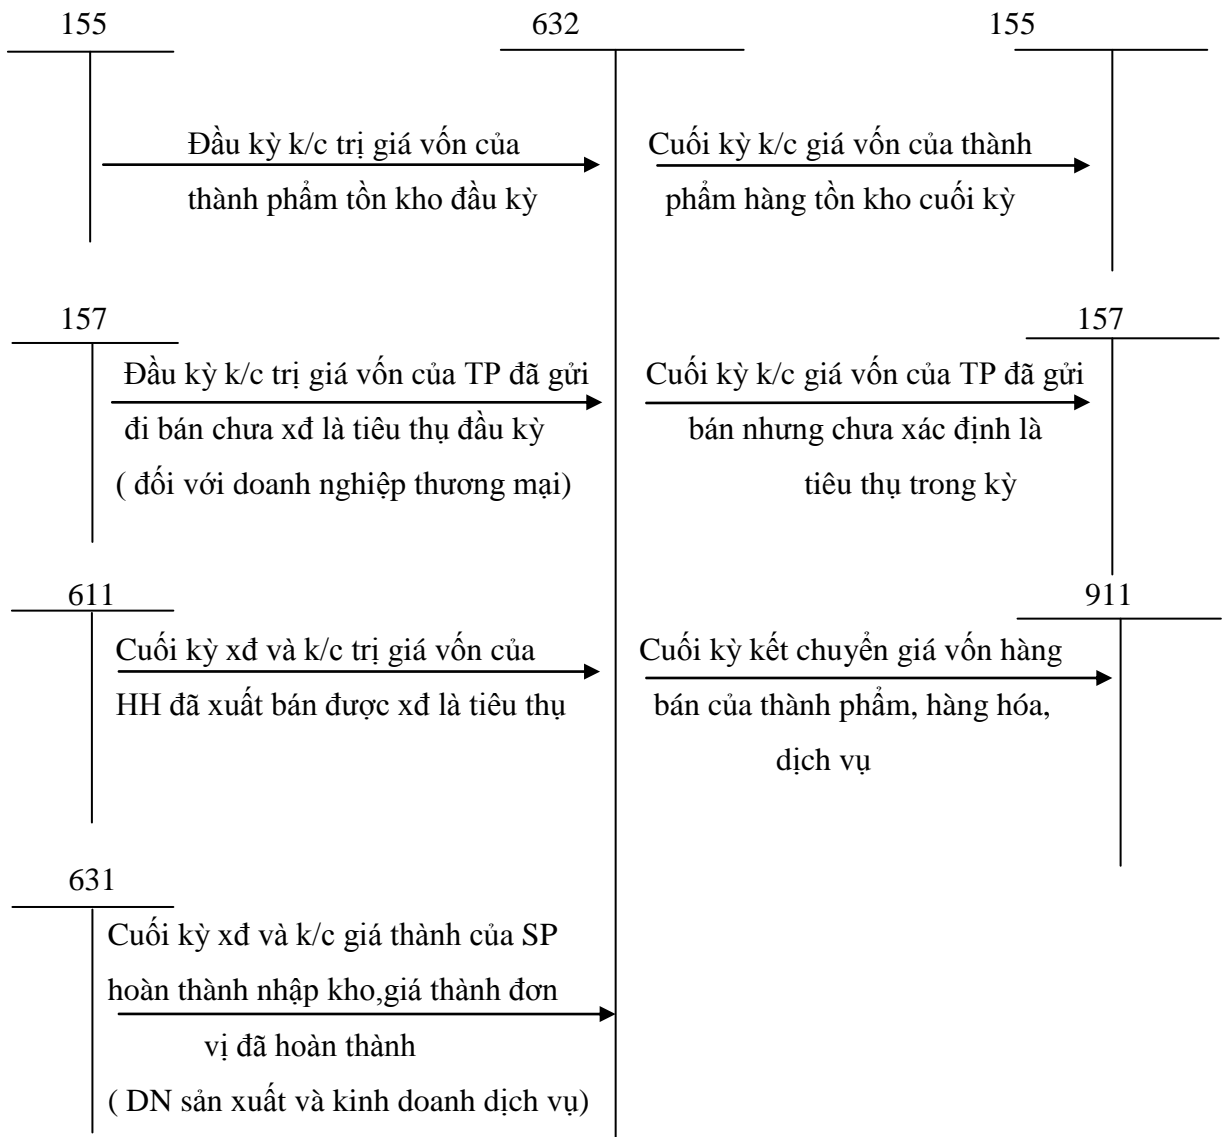 155
632
155
Đầu kỳ k/c trị giá vốn của
thành phẩm tồn kho đầu kỳ
Cuối kỳ k/c giá vốn của thành
phẩm hàng tồn kho cuối kỳ
157
157
Đầu kỳ k/c trị giá vốn của TP đã gửi
đi bán chưa xđ là tiêu thụ đầu kỳ
( đối với doanh nghiệp thương mại)
Cuối kỳ k/c giá vốn của TP đã gửi
bán nhưng chưa xác định là
tiêu thụ trong kỳ
611
911
Cuối kỳ xđ và k/c trị giá vốn của
HH đã xuất bán được xđ là tiêu thụ
Cuối kỳ kết chuyển giá vốn hàng
bán của thành phẩm, hàng hóa,
dịch vụ
631
Cuối kỳ xđ và k/c giá thành của SP
hoàn thành nhập kho,giá thành đơn
vị đã hoàn thành
( DN sản xuất và kinh doanh dịch vụ)